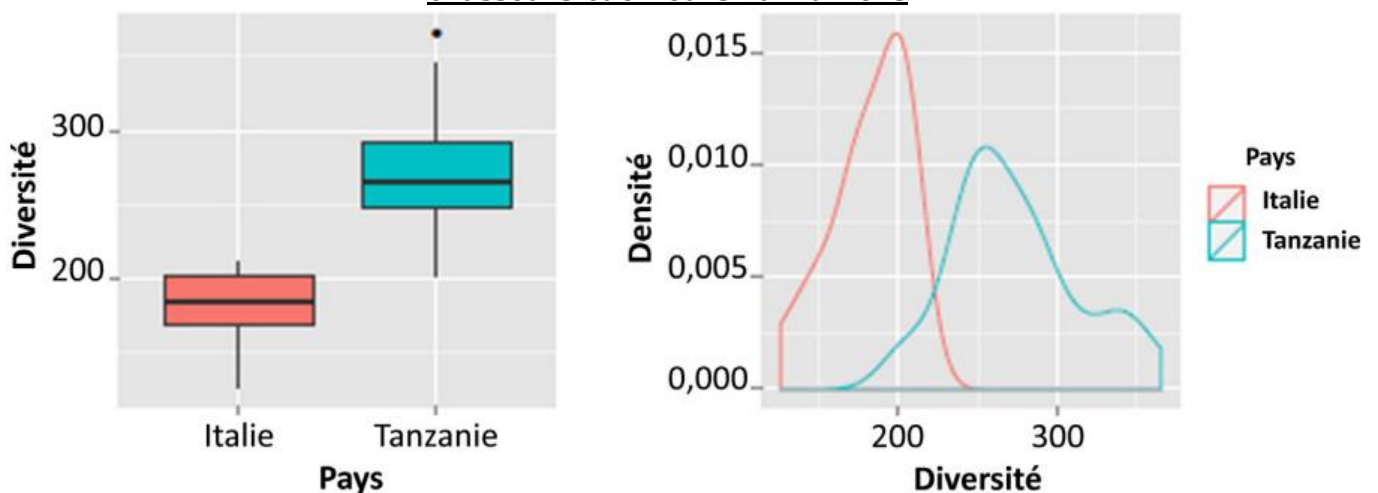 300
200
Diversité
Italie
Tanzanie
Pays
0,015
0,010
0,005
0,000
Densité
200
300
Diversité
Pays
Italie
Tanzanie